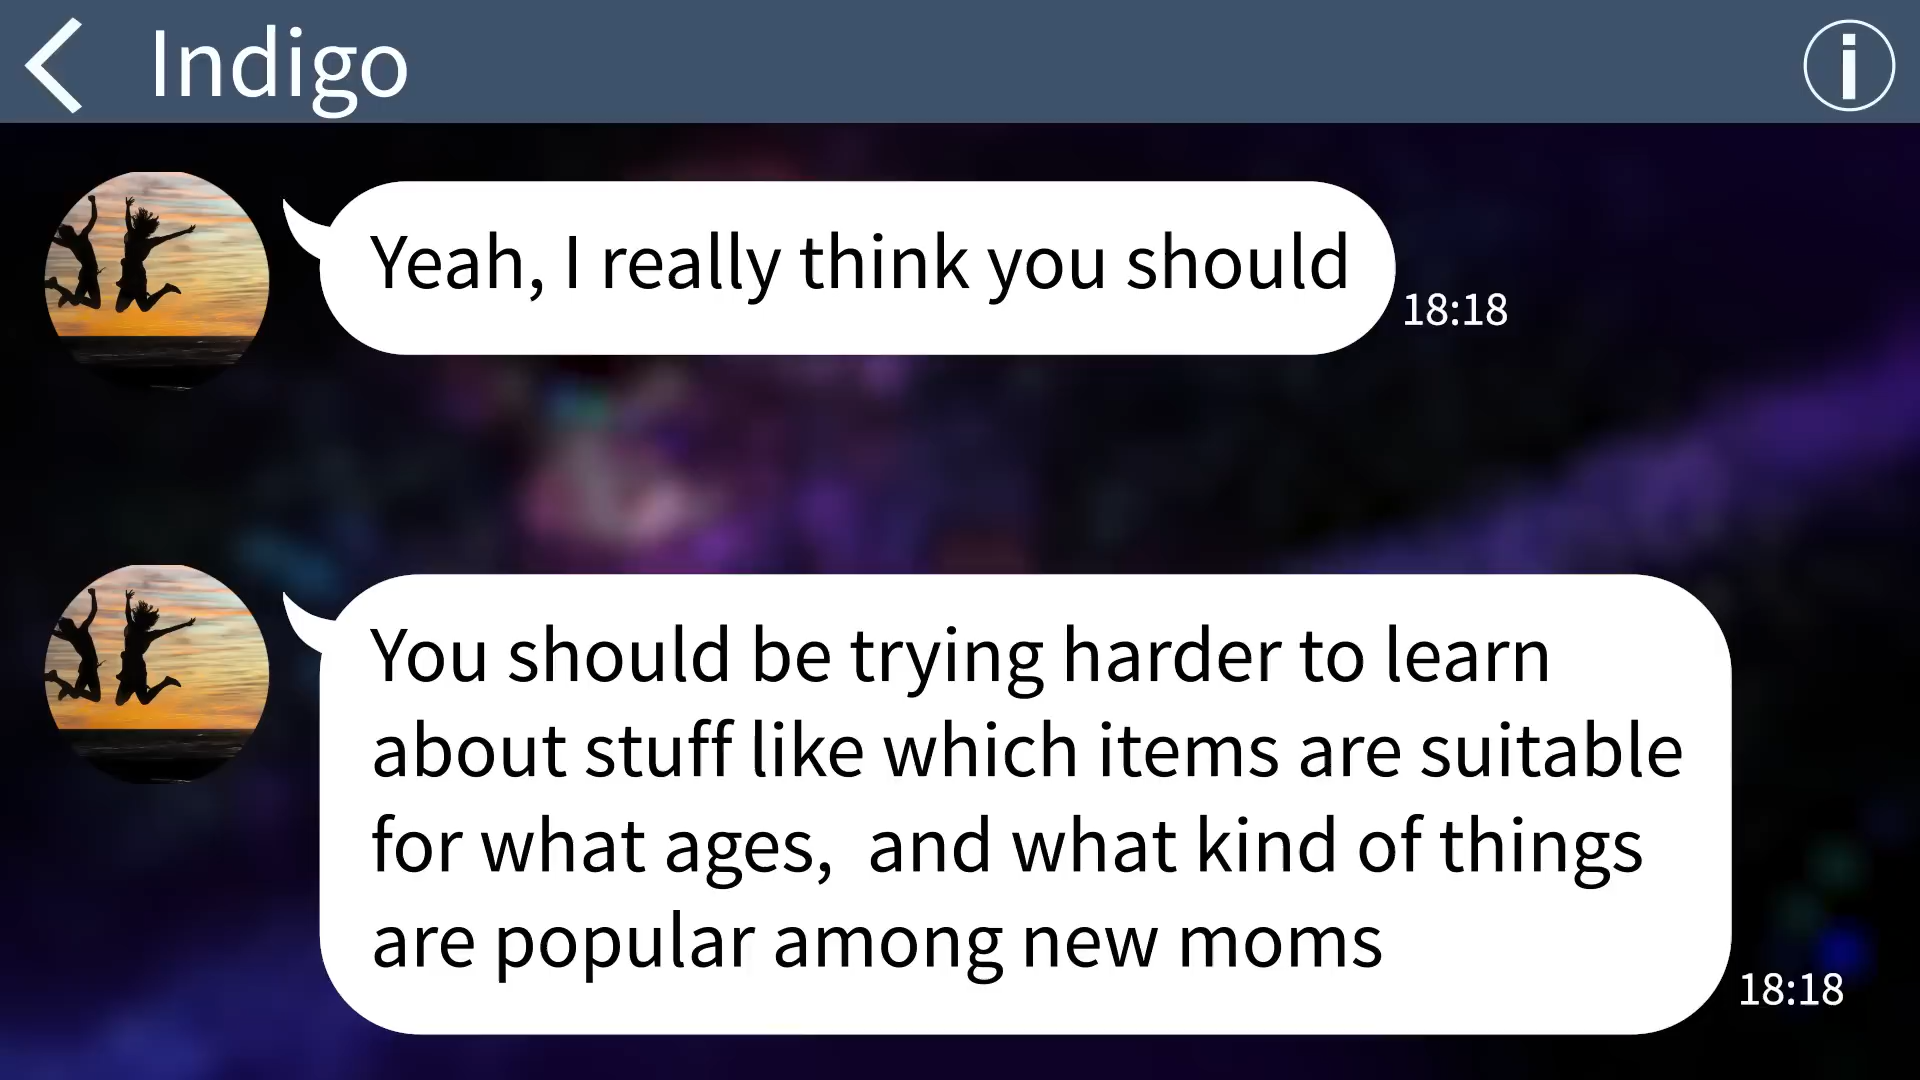 Indigo
Yeah, I really think you should
18:18
You should be trying harder to learn
about stuff like which items are suitable
for what ages,  and what kind of things
are popular among new moms
18:18